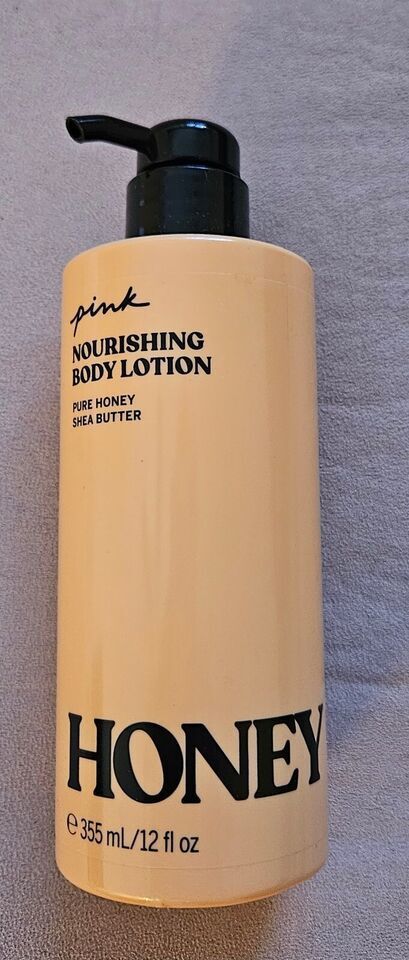 pink
NOURISHING
BODY LOTION
PURE HONEY
SHEA BUTTER
HONEY
℮ 355 mL/12 fl oz